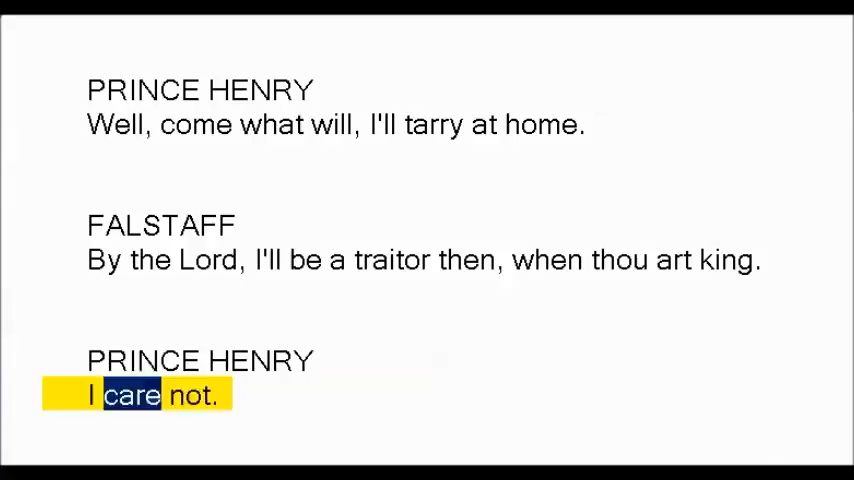 PRINCE HENRY
Well, come what will, I'll tarry at home.
FALSTAFF
By the Lord, I'll be a traitor then, when thou art king.
PRINCE HENRY
I care not.